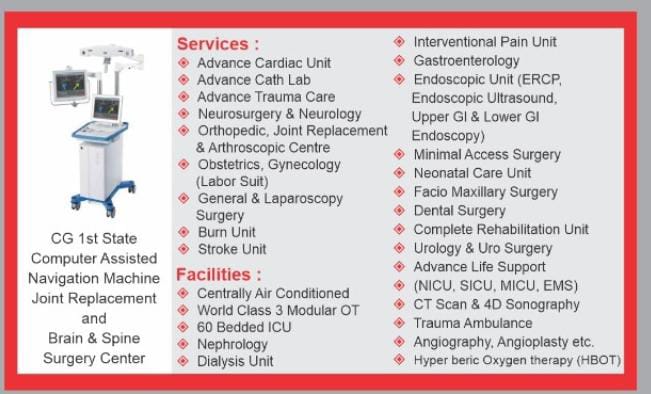 CG 1st State
Computer Assisted
Navigation Machine
Joint Replacement
and
Brain & Spine
Surgery Center
Services :
Advance Cardiac Unit
Advance Cath Lab
Advance Trauma Care
Neurosurgery & Neurology
Orthopedic, Joint Replacement
& Arthroscopic Centre
Obstetrics, Gynecology
(Labor Suit)
General & Laparoscopy
Surgery
Burn Unit
Stroke Unit
Facilities :
Centrally Air Conditioned
World Class 3 Modular OT
60 Bedded ICU
Nephrology
Dialysis Unit
Interventional Pain Unit
Gastroenterology
Endoscopic Unit (ERCP,
Endoscopic Ultrasound,
Upper GI & Lower GI
Endoscopy)
Minimal Access Surgery
Neonatal Care Unit
Facio Maxillary Surgery
Dental Surgery
Complete Rehabilitation Unit
Urology & Uro Surgery
Advance Life Support
(NICU, SICU, MICU, EMS)
CT Scan & 4D Sonography
Trauma Ambulance
Angiography, Angioplasty etc.
Hyper beric Oxygen therapy (HBOT)